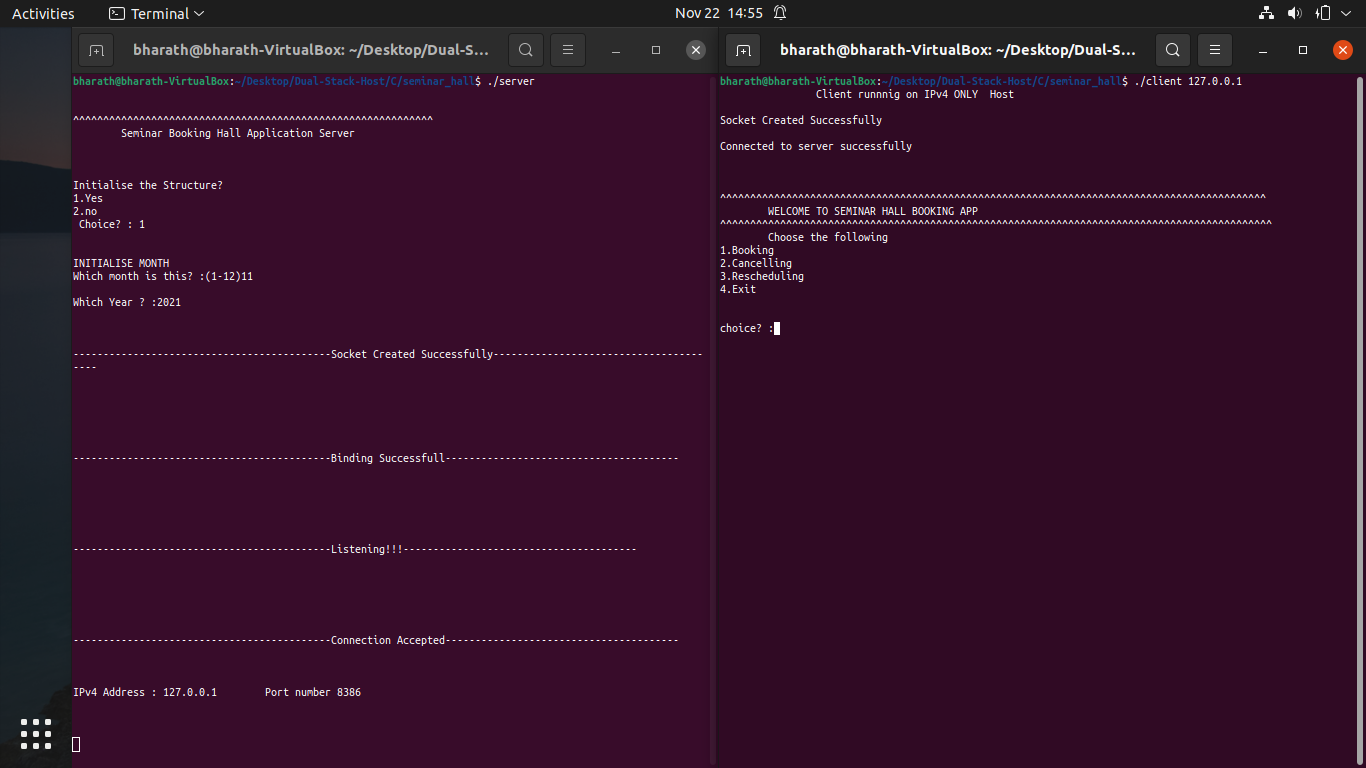 Activities Terminal Nov 22 14:55
bharath@bharath-VirtualBox: ~/Desktop/Dual-S...
bharath@bharath-VirtualBox:~/Desktop/Dual-Stack-Host/C/seminar_hall$ ./server
^^^^^^^^^^^^^^^^^^^^^^^^^^^^^^^^^^^^^^^^^^^^^^^^^^^^^^^^^^^^
Seminar Booking Hall Application Server
Initialise the Structure?
1.Yes
2.no
Choice? : 1
INITIALISE MONTH
Which month is this? :(1-12)11
Which Year ? :2021
-------------------------------------------Socket Created Successfully-----------------------------------
----
-------------------------------------------Binding Successfull---------------------------------------
-------------------------------------------Listening!!!---------------------------------------
-------------------------------------------Connection Accepted---------------------------------------
IPv4 Address : 127.0.0.1 Port number 8386
bharath@bharath-VirtualBox: ~/Desktop/Dual-S...
bharath@bharath-VirtualBox:~/Desktop/Dual-Stack-Host/C/seminar_hall$ ./client 127.0.0.1
Client runnnig on IPv4 ONLY Host
Socket Created Successfully
Connected to server successfully
^^^^^^^^^^^^^^^^^^^^^^^^^^^^^^^^^^^^^^^^^^^^^^^^^^^^^^^^^^^^^^^^^^^^^^^^^^^^^^^^^^^^^^^^^^^
WELCOME TO SEMINAR HALL BOOKING APP
^^^^^^^^^^^^^^^^^^^^^^^^^^^^^^^^^^^^^^^^^^^^^^^^^^^^^^^^^^^^^^^^^^^^^^^^^^^^^^^^^^^^^^^^^^^^
Choose the following
1.Booking
2.Cancelling
3.Rescheduling
4.Exit
choice? :